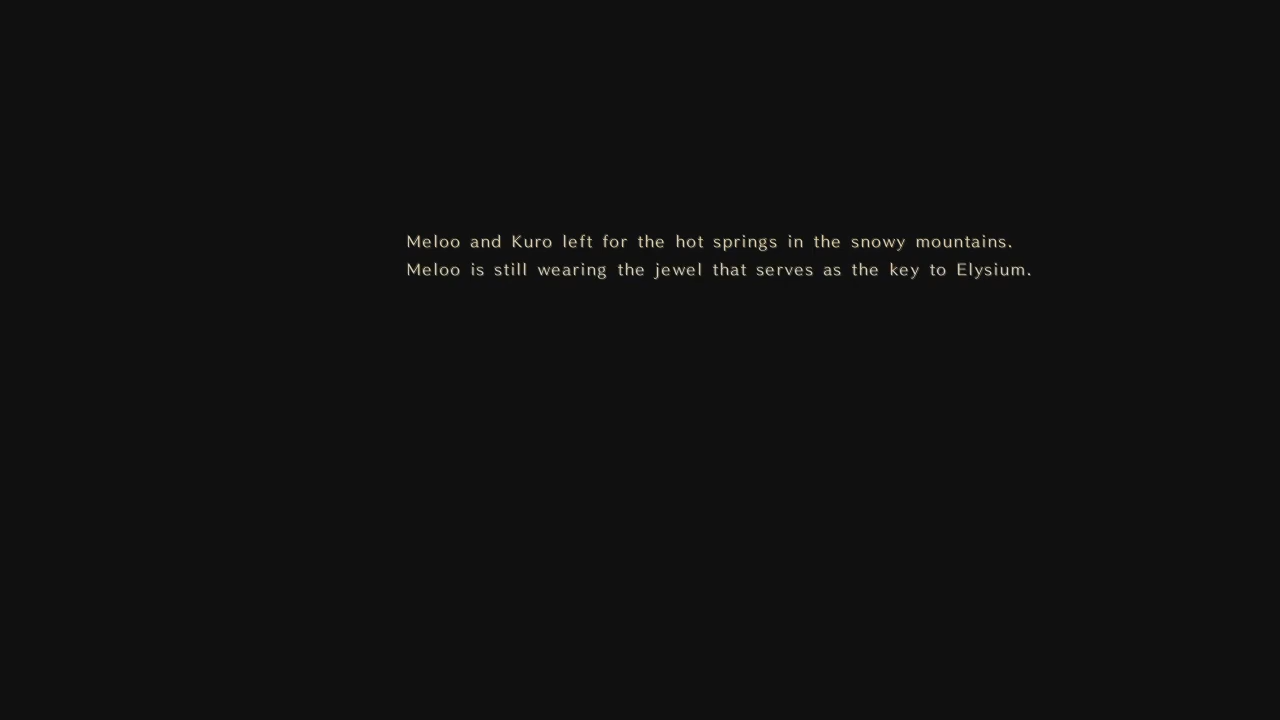 Meloo and Kuro left for the hot springs in the snowy mountains.
Meloo is still wearing the jewel that serves as the key to Elysium.